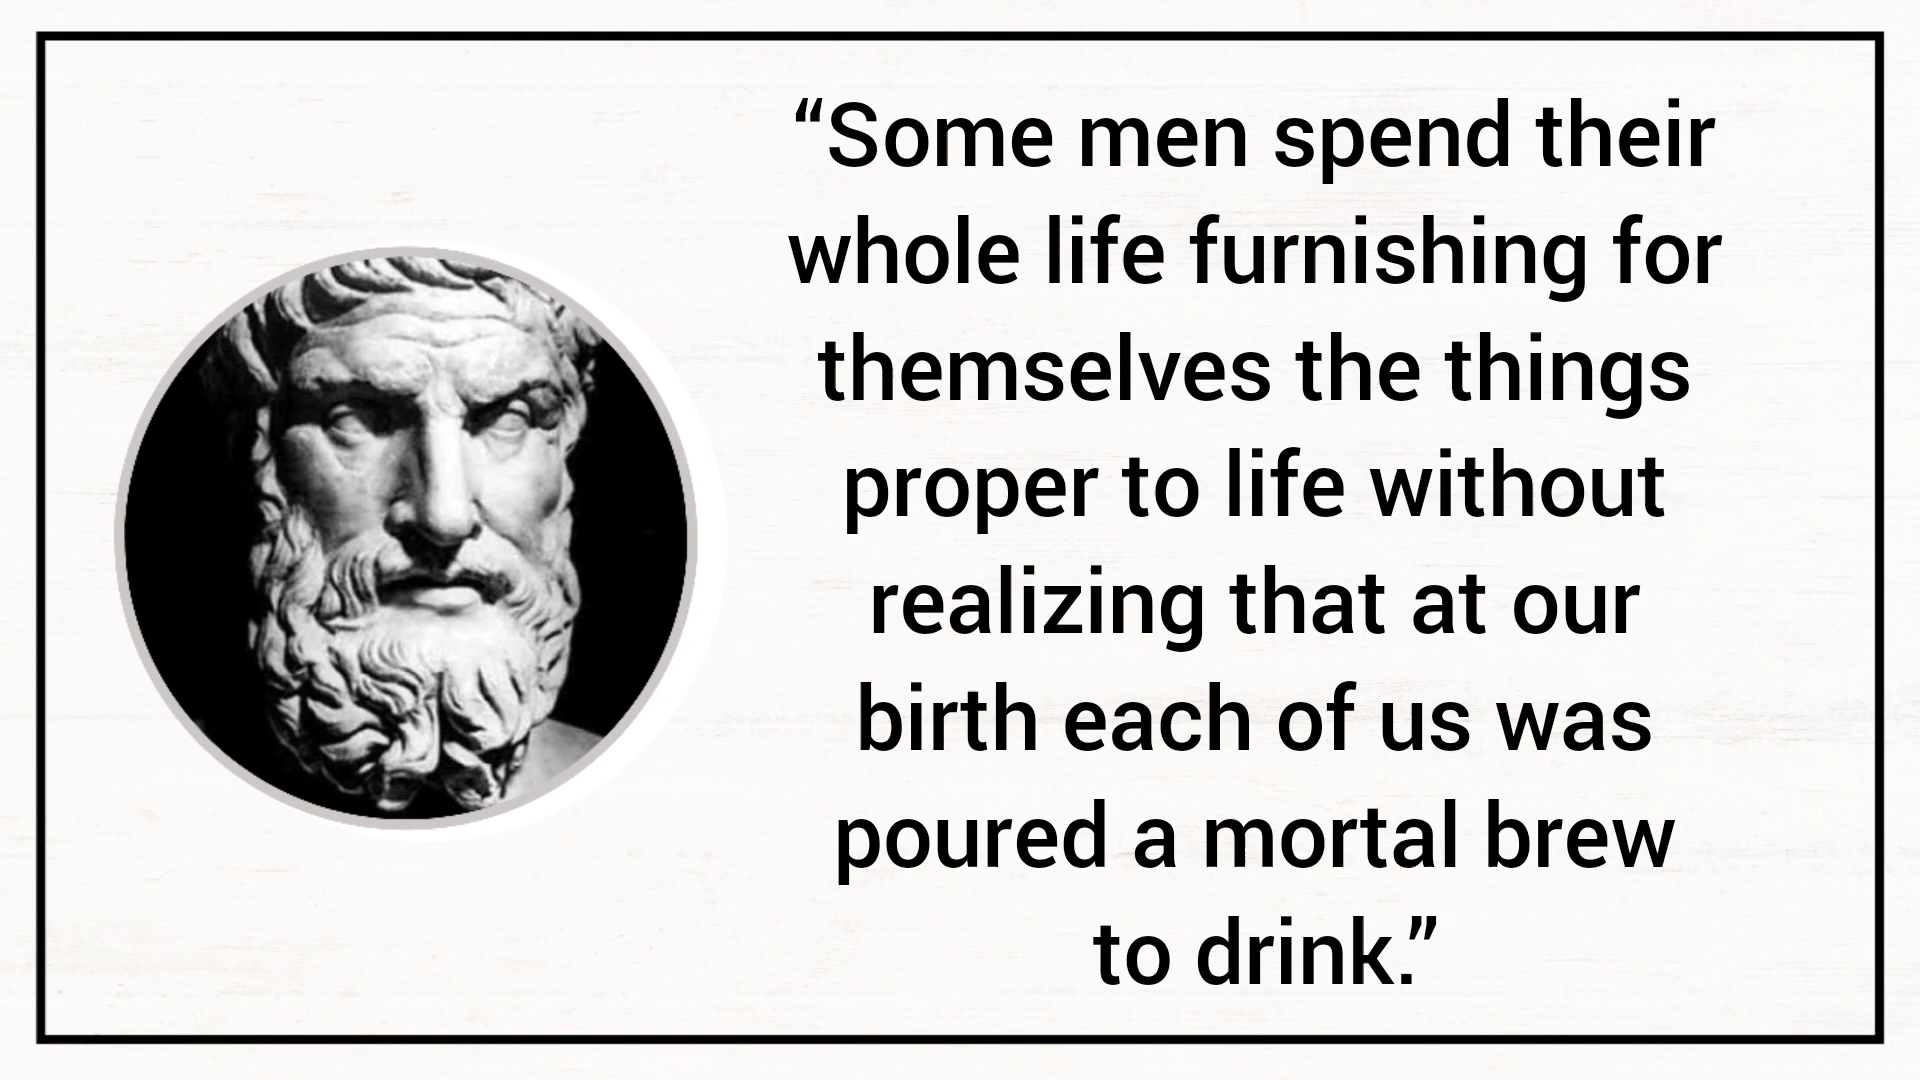 “Some men spend their
whole life furnishing for
themselves the things
proper to life without
realizing that at our
birth each of us was
poured a mortal brew
to drink.”